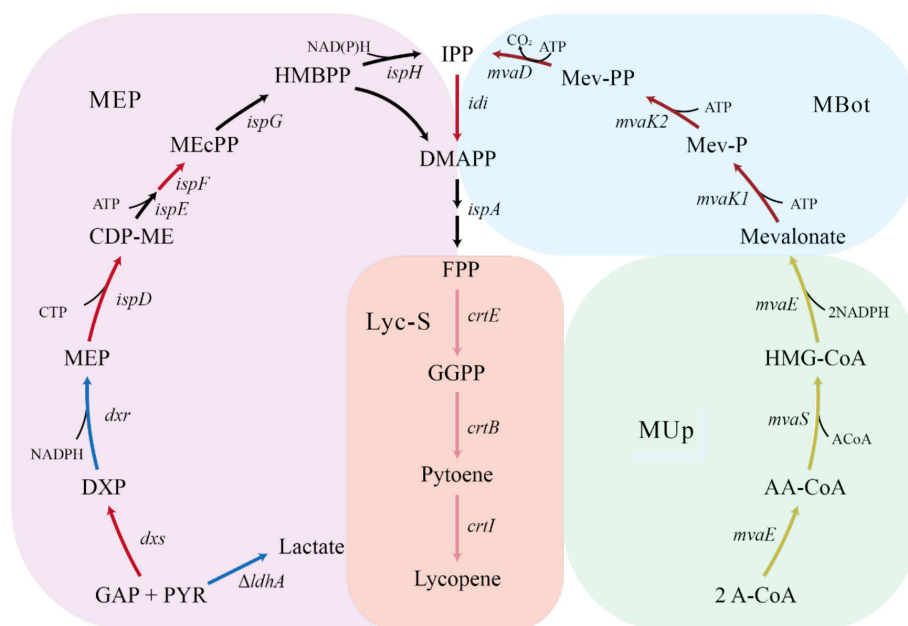 MEP
NAD(P)H
HMBPP
ispH
IPP
CO₂
ATP
mvaD
Mev-PP
MBot
ispG
idi
mvaK2
ATP
MEcPP
DMAPP
Mev-P
ispF
ATP
ispE
ispA
mvaK1
ATP
CDP-ME
Mevalonate
FPP
CTP
ispD
Lyc-S
crtE
mvaE
2NADPH
MEP
GGPP
HMG-CoA
dxr
NADPH
crtB
MUp
mvaS
ACoA
DXP
Pytoene
AA-CoA
dxs
Lactate
crtI
mvaE
GAP + PYR
ΔldhA
Lycopene
2 A-CoA